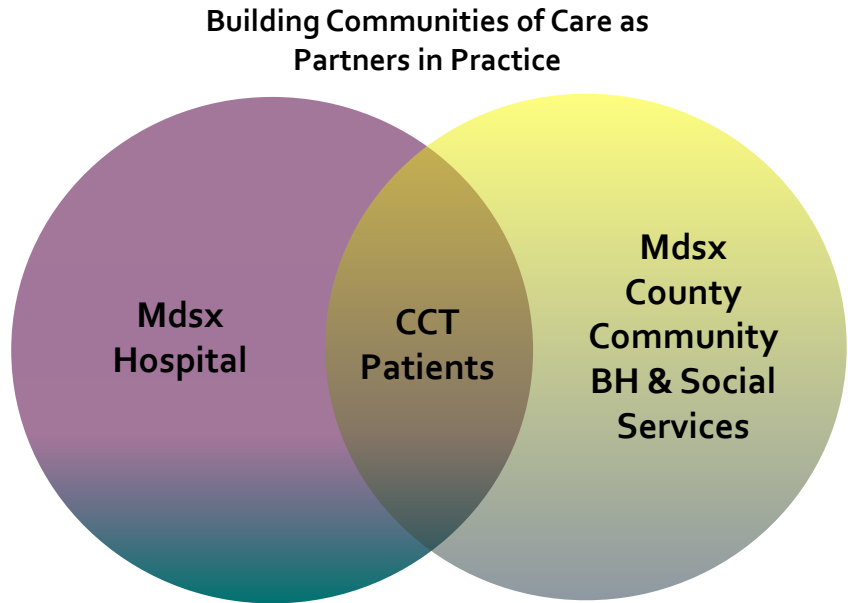 Building Communities of Care as
Partners in Practice
Mdsx
Hospital
CCT
Patients
Mdsx
County
Community
BH & Social
Services